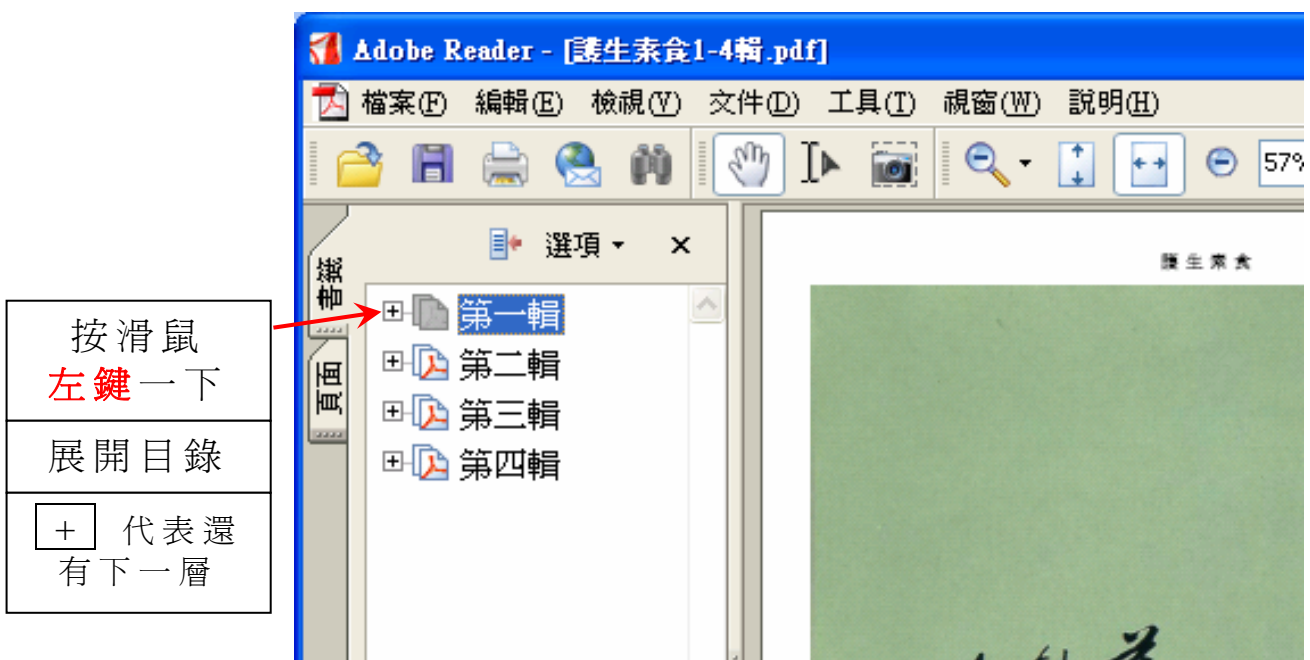 Adobe Reader - [護生素食1-4輯.pdf]
檔案(F) 編輯(E) 檢視(V) 文件(D) 工具(T) 視窗(W) 說明(H)
57%
選項
書籤
頁面
第一輯
第二輯
第三輯
第四輯
護生素食
按滑鼠
左鍵一下
展開目錄
+ 代表還
有下一層